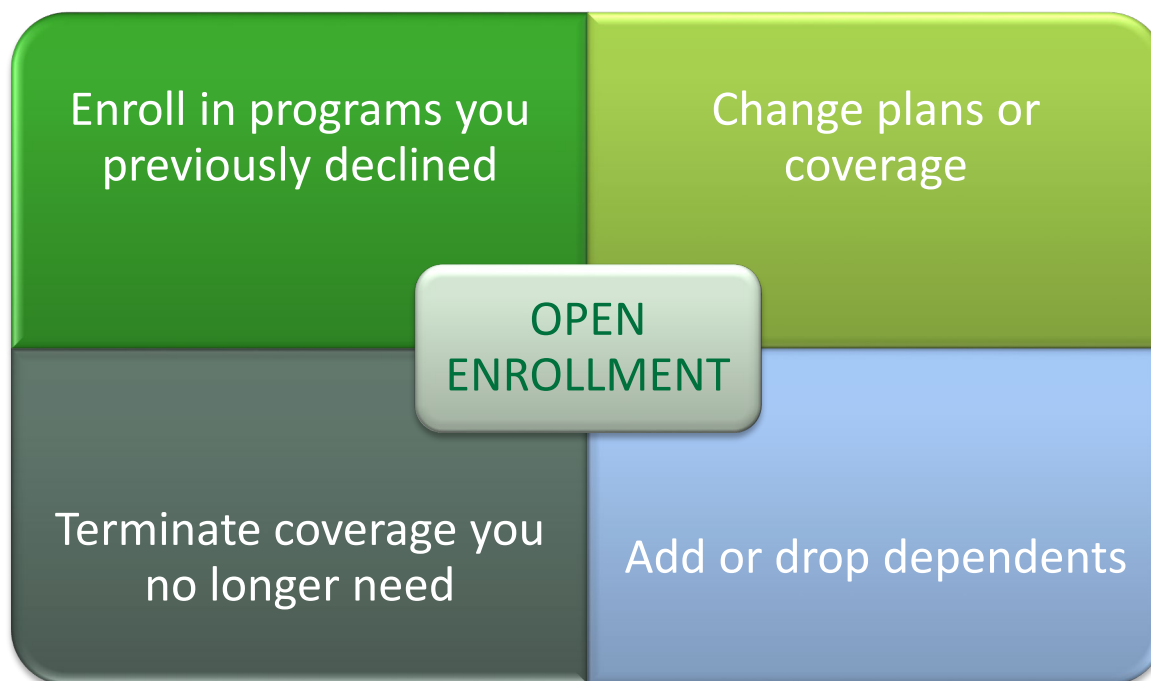 Enroll in programs you
previously declined
Change plans or
coverage
OPEN
ENROLLMENT
Terminate coverage you
no longer need
Add or drop dependents